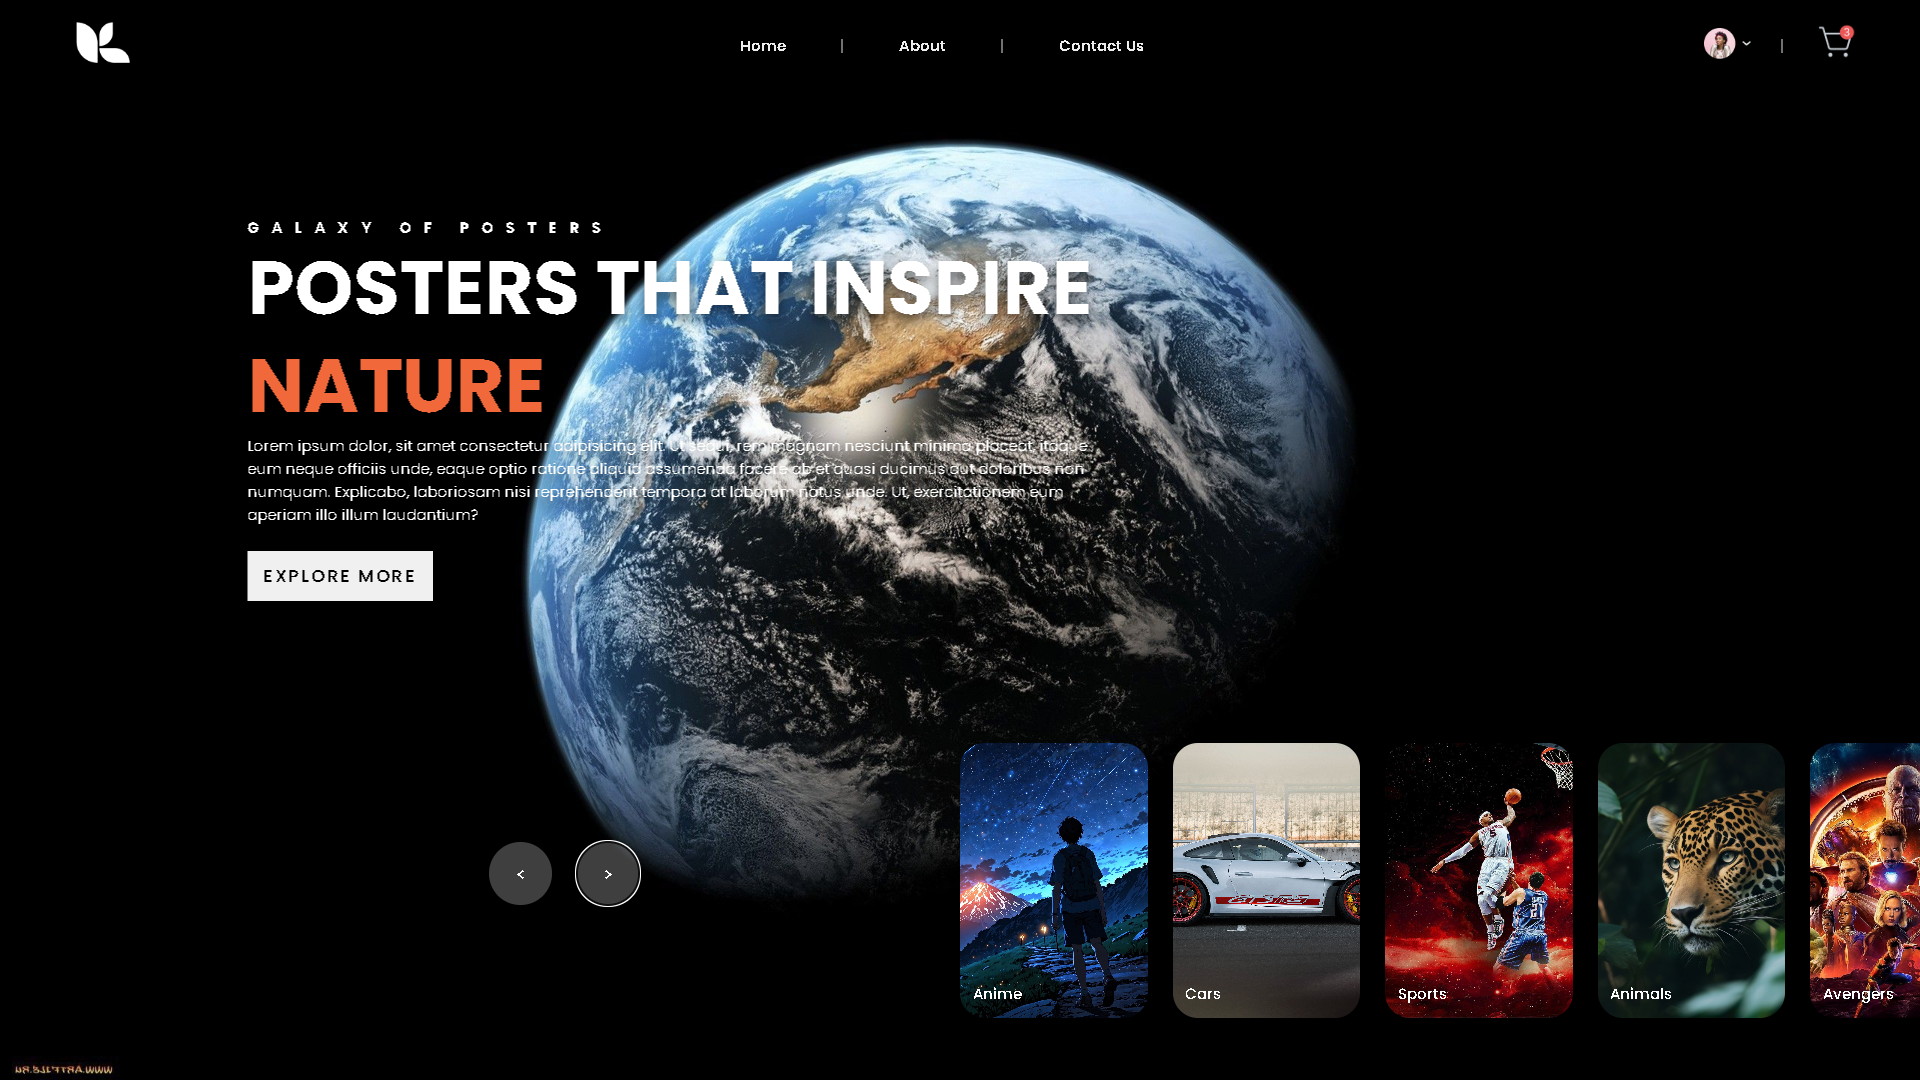 Home | About | Contact Us
|
3
GALAXY OF POSTERS
POSTERS THAT INSPIRE
NATURE
Lorem ipsum dolor, sit amet consectetur adipisicing elit. Ut sequi, rem magnam nesciunt minima placeat, itaque
eum neque officiis unde, eaque optio ratione aliquid assumenda facere ab et quasi ducimus aut doloribus non
numquam. Explicabo, laboriosam nisi reprehenderit tempora at laborum natus unde. Ut, exercitationem eum
aperiam illo illum laudantium?
EXPLORE MORE
< >
21
Anime
Cars
Sports
Animals
Avengers